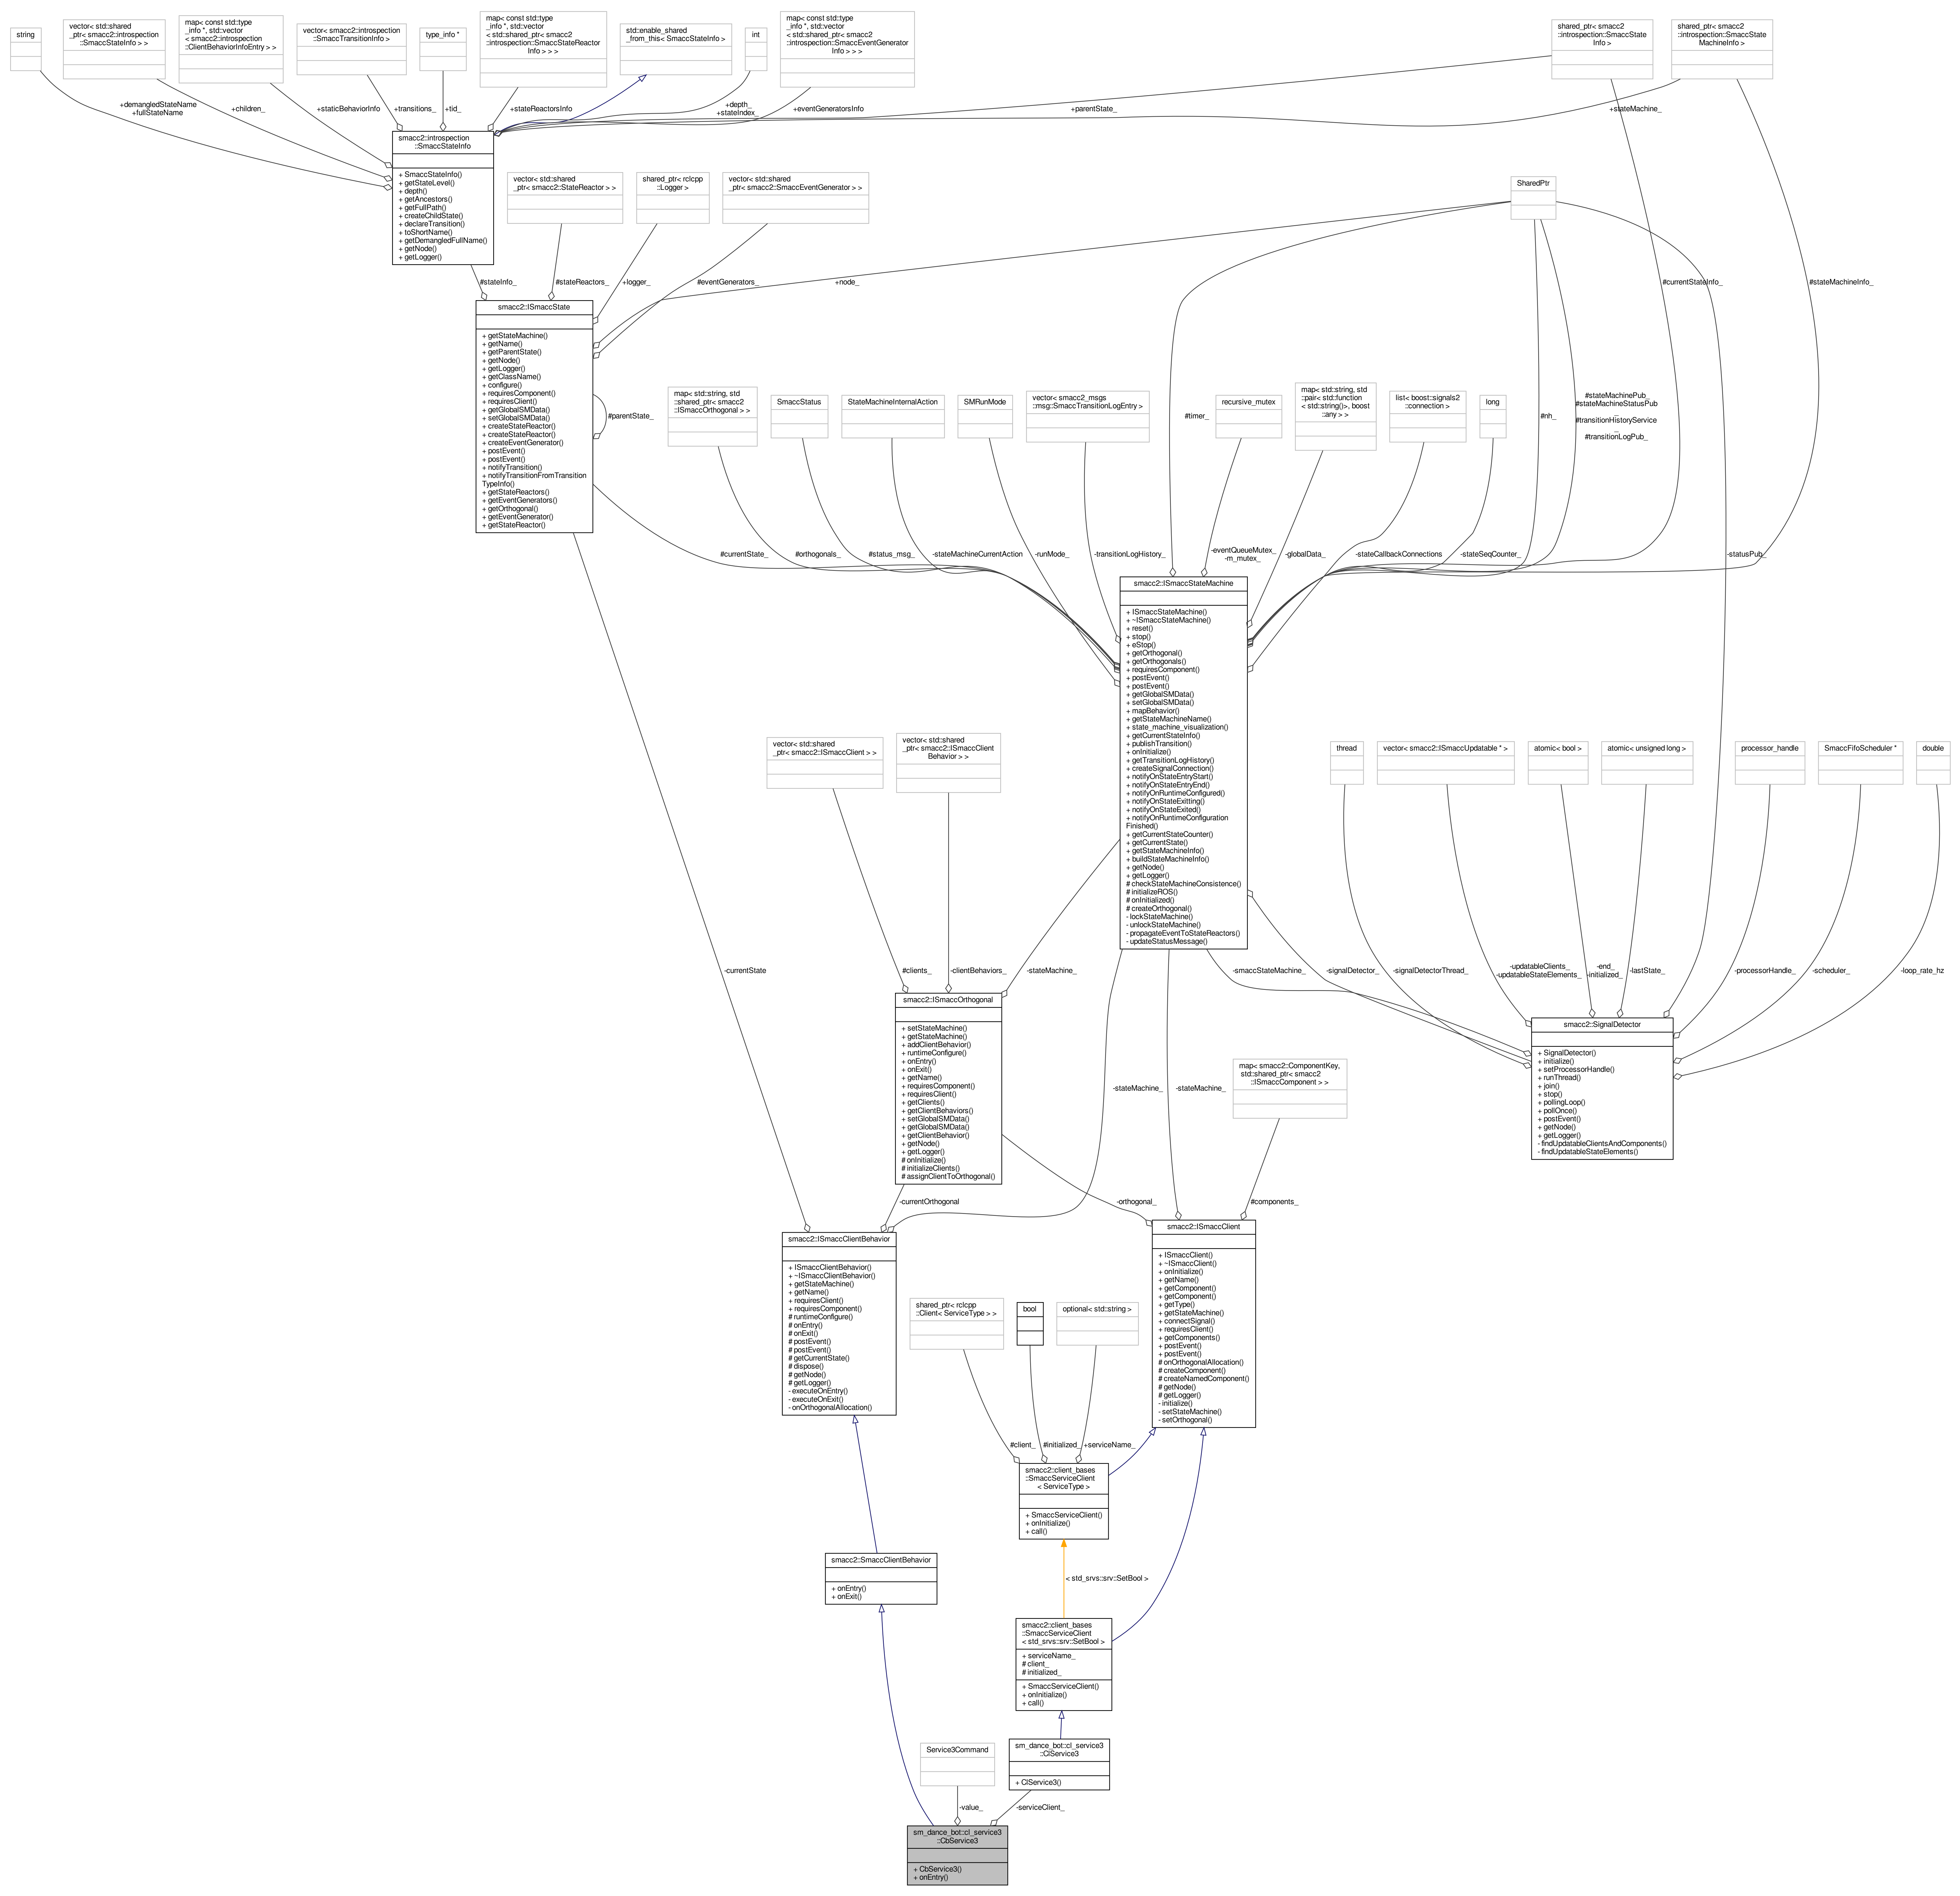 string
vector< std::shared
_ptr< smacc2::introspection
::SmaccStateInfo > >
map< const std::type
_info *, std::vector
< smacc2::introspection
::ClientBehaviorInfoEntry > >
vector< smacc2::introspection
::SmaccTransitionInfo >
type_info *
map< const std::type
_info *, std::vector
< std::shared_ptr< smacc2
::introspection::SmaccStateReactor
Info > > >
std::enable_shared
_from_this< SmaccStateInfo >
int
map< const std::type
_info *, std::vector
< std::shared_ptr< smacc2
::introspection::SmaccEventGenerator
Info > > >
shared_ptr< smacc2
::introspection::SmaccState
Info >
shared_ptr< smacc2
::introspection::SmaccState
MachineInfo >
+demangledStateName
+fullStateName
+children_
+staticBehaviorInfo
+transitions_
+tid_
+stateReactorsInfo
+depth_
+stateIndex_
+eventGeneratorsInfo
+parentState_
+stateMachine_
smacc2::introspection
::SmaccStateInfo
+ SmaccStateInfo()
+ getStateLevel()
+ depth()
+ getAncestors()
+ getFullPath()
+ createChildState()
+ declareTransition()
+ toShortName()
+ getDemangledFullName()
+ getNode()
+ getLogger()
vector< std::shared
_ptr< smacc2::StateReactor > >
shared_ptr< rclcpp
::Logger >
vector< std::shared
_ptr< smacc2::SmaccEventGenerator > >
SharedPtr
#stateInfo_
#stateReactors_
+logger_
#eventGenerators_
+node_
#currentStateInfo_
#stateMachineInfo_
smacc2::ISmaccState
+ getStateMachine()
+ getName()
+ getParentState()
+ getNode()
+ getLogger()
+ getClassName()
+ configure()
+ requiresComponent()
+ requiresClient()
+ getGlobalSMData()
+ setGlobalSMData()
+ createStateReactor()
+ createStateReactor()
+ createEventGenerator()
+ postEvent()
+ postEvent()
+ notifyTransition()
+ notifyTransitionFromTransition
TypeInfo()
+ getStateReactors()
+ getEventGenerators()
+ getOrthogonal()
+ getEventGenerator()
+ getStateReactor()
#parentState_
map< std::string, std
::shared_ptr< smacc2
::ISmaccOrthogonal > >
SmaccStatus
StateMachineInternalAction
SMRunMode
vector< smacc2_msgs
::msg::SmaccTransitionLogEntry >
#timer_
recursive_mutex
map< std::string, std
::pair< std::function
< std::string()>, boost
::any > >
list< boost::signals2
::connection >
long
#nh_
#stateMachinePub_
#stateMachineStatusPub
_
#transitionHistoryService
_
#transitionLogPub_
#currentState_
#orthogonals_
#status_msg_
-stateMachineCurrentAction
-runMode_
-transitionLogHistory_
-eventQueueMutex_
-m_mutex_
-globalData_
-stateCallbackConnections
-stateSeqCounter_
-statusPub_
smacc2::ISmaccStateMachine
+ ISmaccStateMachine()
+ ~ISmaccStateMachine()
+ reset()
+ stop()
+ eStop()
+ getOrthogonal()
+ getOrthogonals()
+ requiresComponent()
+ postEvent()
+ postEvent()
+ getGlobalSMData()
+ setGlobalSMData()
+ mapBehavior()
+ getStateMachineName()
+ state_machine_visualization()
+ getCurrentStateInfo()
+ publishTransition()
+ onInitialize()
+ getTransitionLogHistory()
+ createSignalConnection()
+ notifyOnStateEntryStart()
+ notifyOnStateEntryEnd()
+ notifyOnRuntimeConfigured()
+ notifyOnStateExitting()
+ notifyOnStateExited()
+ notifyOnRuntimeConfiguration
Finished()
+ getCurrentStateCounter()
+ getCurrentState()
+ getStateMachineInfo()
+ buildStateMachineInfo()
+ getNode()
+ getLogger()
# checkStateMachineConsistence()
# initializeROS()
# onInitialized()
# createOrthogonal()
- lockStateMachine()
- unlockStateMachine()
- propagateEventToStateReactors()
- updateStatusMessage()
vector< std::shared
_ptr< smacc2::ISmaccClient > >
vector< std::shared
_ptr< smacc2::ISmaccClient
Behavior > >
thread
vector< smacc2::ISmaccUpdatable * >
atomic< bool >
atomic< unsigned long >
processor_handle
SmaccFifoScheduler *
double
-currentState
#clients_
-clientBehaviors_
-stateMachine_
-smaccStateMachine_
-signalDetector_
-signalDetectorThread_
-updatableClients_
-updatableStateElements_
-end_
-initialized_
-lastState_
-processorHandle_
-scheduler_
-loop_rate_hz
smacc2::ISmaccOrthogonal
+ setStateMachine()
+ getStateMachine()
+ addClientBehavior()
+ runtimeConfigure()
+ onEntry()
+ onExit()
+ getName()
+ requiresComponent()
+ requiresClient()
+ getClients()
+ getClientBehaviors()
+ setGlobalSMData()
+ getGlobalSMData()
+ getClientBehavior()
+ getNode()
+ getLogger()
# onInitialize()
# initializeClients()
# assignClientToOrthogonal()
smacc2::SignalDetector
+ SignalDetector()
+ initialize()
+ setProcessorHandle()
+ runThread()
+ join()
+ stop()
+ pollingLoop()
+ pollOnce()
+ postEvent()
+ getNode()
+ getLogger()
- findUpdatableClientsAndComponents()
- findUpdatableStateElements()
-stateMachine_
-stateMachine_
map< smacc2::ComponentKey,
std::shared_ptr< smacc2
::ISmaccComponent > >
-currentOrthogonal
-orthogonal_
#components_
smacc2::ISmaccClientBehavior
+ ISmaccClientBehavior()
+ ~ISmaccClientBehavior()
+ getStateMachine()
+ getName()
+ requiresClient()
+ requiresComponent()
# runtimeConfigure()
# onEntry()
# onExit()
# postEvent()
# postEvent()
# getCurrentState()
# dispose()
# getNode()
# getLogger()
- executeOnEntry()
- executeOnExit()
- onOrthogonalAllocation()
smacc2::ISmaccClient
+ ISmaccClient()
+ ~ISmaccClient()
+ onInitialize()
+ getName()
+ getComponent()
+ getComponent()
+ getType()
+ getStateMachine()
+ connectSignal()
+ requiresClient()
+ getComponents()
+ postEvent()
+ postEvent()
# onOrthogonalAllocation()
# createComponent()
# createNamedComponent()
# getNode()
# getLogger()
- initialize()
- setStateMachine()
- setOrthogonal()
shared_ptr< rclcpp
::Client< ServiceType > >
bool
optional< std::string >
#client_
#initialized_
+serviceName_
smacc2::client_bases
::SmaccServiceClient
< ServiceType >
+ SmaccServiceClient()
+ onInitialize()
+ call()
smacc2::SmaccClientBehavior
+ onEntry()
+ onExit()
< std_srvs::srv::SetBool >
smacc2::client_bases
::SmaccServiceClient
< std_srvs::srv::SetBool >
+ serviceName_
# client_
# initialized_
+ SmaccServiceClient()
+ onInitialize()
+ call()
Service3Command
sm_dance_bot::cl_service3
::ClService3
+ ClService3()
-value_
-serviceClient_
sm_dance_bot::cl_service3
::CbService3
+ CbService3()
+ onEntry()